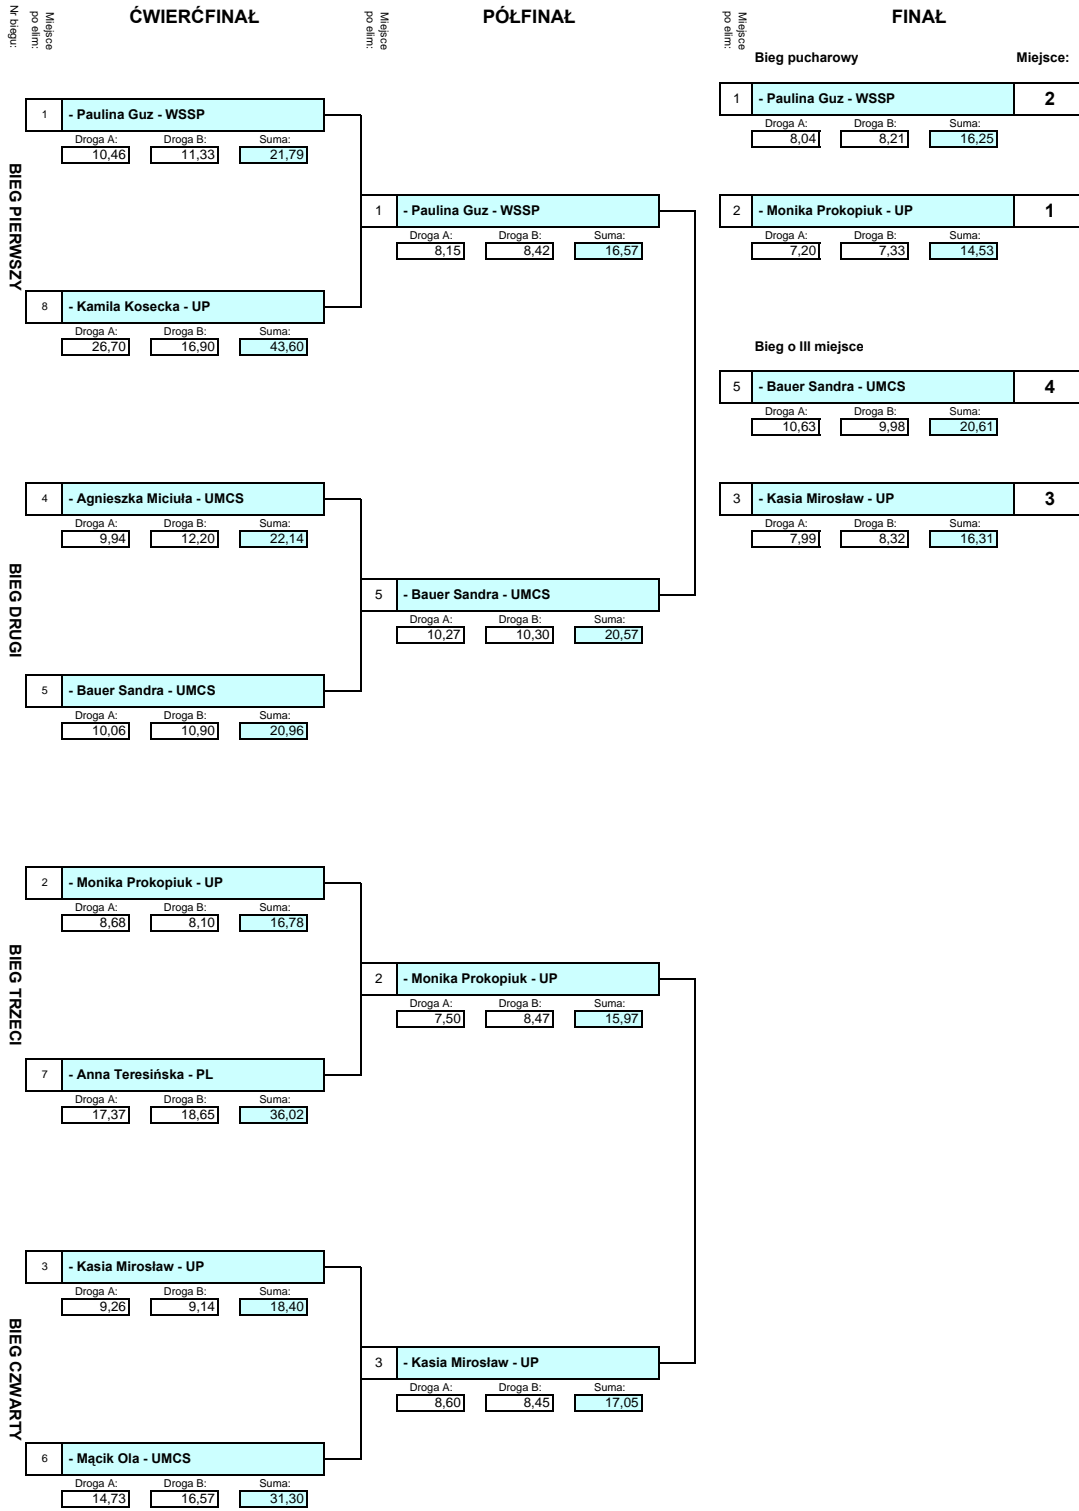 Nr biegu:
Miejsce
po elim:
ĆWIERĆFINAŁ
Miejsce
po elim:
PÓŁFINAŁ
Miejsce
po elim:
FINAŁ
Bieg pucharowy Miejsce:
BIEG PIERWSZY
1 - Paulina Guz - WSSP
Droga A: Droga B: Suma:
10,46 11,33 21,79
8 - Kamila Kosecka - UP
Droga A: Droga B: Suma:
26,70 16,90 43,60
BIEG DRUGI
4 - Agnieszka Miciuła - UMCS
Droga A: Droga B: Suma:
9,94 12,20 22,14
5 - Bauer Sandra - UMCS
Droga A: Droga B: Suma:
10,06 10,90 20,96
BIEG TRZECI
2 - Monika Prokopiuk - UP
Droga A: Droga B: Suma:
8,68 8,10 16,78
7 - Anna Teresińska - PL
Droga A: Droga B: Suma:
17,37 18,65 36,02
BIEG CZWARTY
3 - Kasia Mirosław - UP
Droga A: Droga B: Suma:
9,26 9,14 18,40
6 - Mącik Ola - UMCS
Droga A: Droga B: Suma:
14,73 16,57 31,30
1 - Paulina Guz - WSSP
Droga A: Droga B: Suma:
8,15 8,42 16,57
5 - Bauer Sandra - UMCS
Droga A: Droga B: Suma:
10,27 10,30 20,57
2 - Monika Prokopiuk - UP
Droga A: Droga B: Suma:
7,50 8,47 15,97
3 - Kasia Mirosław - UP
Droga A: Droga B: Suma:
8,60 8,45 17,05
1 - Paulina Guz - WSSP 2
Droga A: Droga B: Suma:
8,04 8,21 16,25
2 - Monika Prokopiuk - UP 1
Droga A: Droga B: Suma:
7,20 7,33 14,53
Bieg o III miejsce
5 - Bauer Sandra - UMCS 4
Droga A: Droga B: Suma:
10,63 9,98 20,61
3 - Kasia Mirosław - UP 3
Droga A: Droga B: Suma:
7,99 8,32 16,31